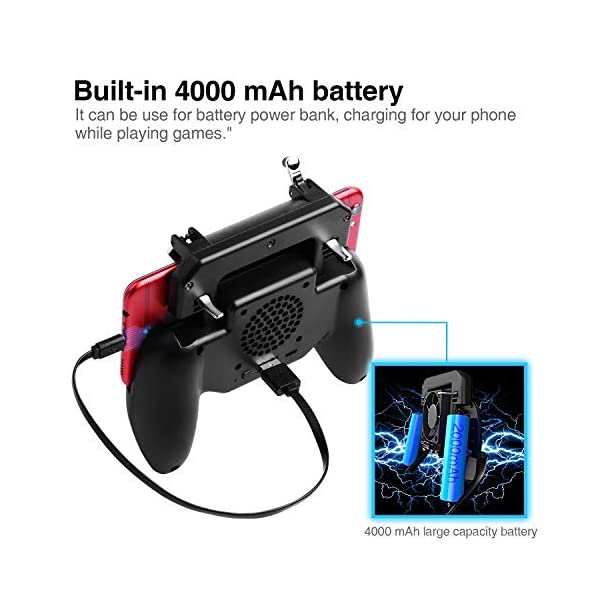 Built-in 4000 mAh battery
It can be use for battery power bank, charging for your phone
while playing games."
2000mAh
4000 mAh large capacity battery